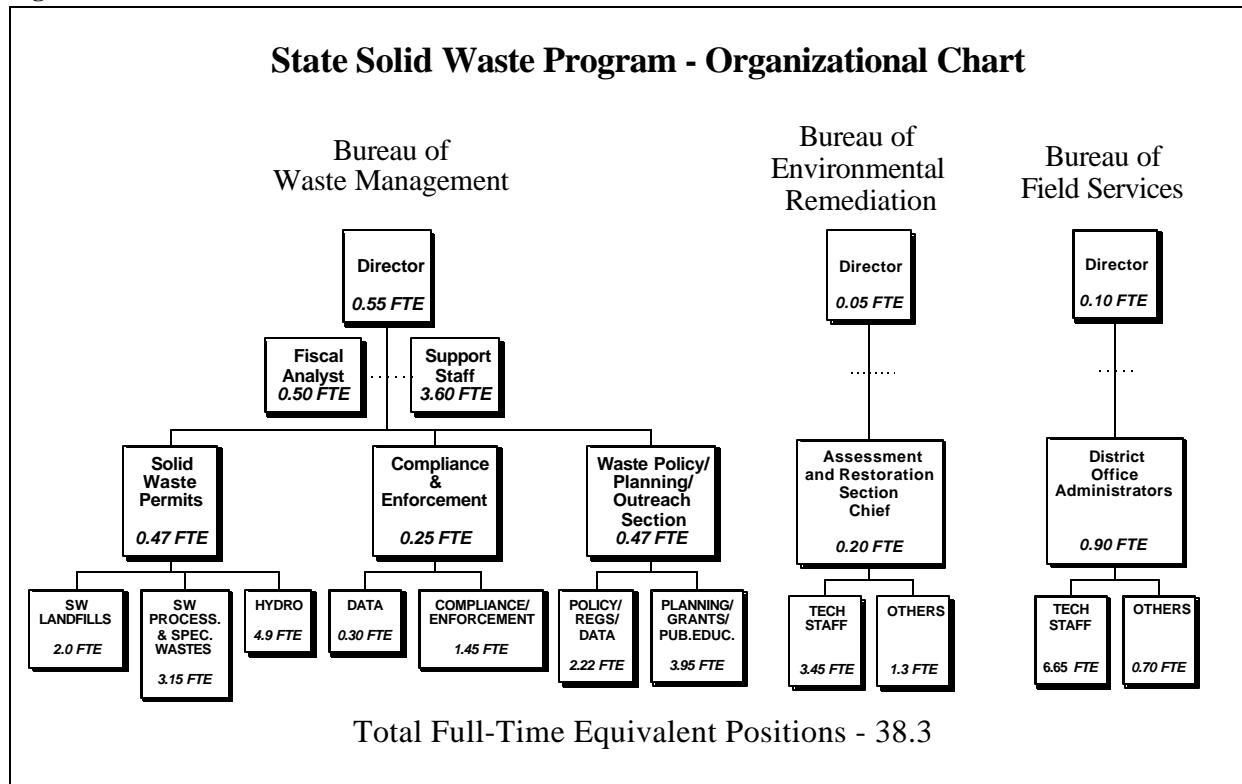 State Solid Waste Program - Organizational Chart
Bureau of
Waste Management
Bureau of
Environmental
Remediation
Bureau of
Field Services
Director
0.55 FTE
Director
0.05 FTE
Director
0.10 FTE
Fiscal
Analyst
0.50 FTE
Support
Staff
3.60 FTE
Solid
Waste
Permits
0.47 FTE
Compliance
&
Enforcement
0.25 FTE
Waste Policy/
Planning/
Outreach
Section
0.47 FTE
Assessment
and Restoration
Section
Chief
0.20 FTE
District
Office
Administrators
0.90 FTE
SW
LANDFILLS
2.0 FTE
SW
PROCESS.
& SPEC.
WASTES
3.15 FTE
HYDRO
4.9 FTE
DATA
0.30 FTE
COMPLIANCE/
ENFORCEMENT
1.45 FTE
POLICY/
REGS/
DATA
2.22 FTE
PLANNING/
GRANTS/
PUB.EDUC.
3.95 FTE
TECH
STAFF
3.45 FTE
OTHERS
1.3 FTE
TECH
STAFF
6.65 FTE
OTHERS
0.70 FTE
Total Full-Time Equivalent Positions - 38.3